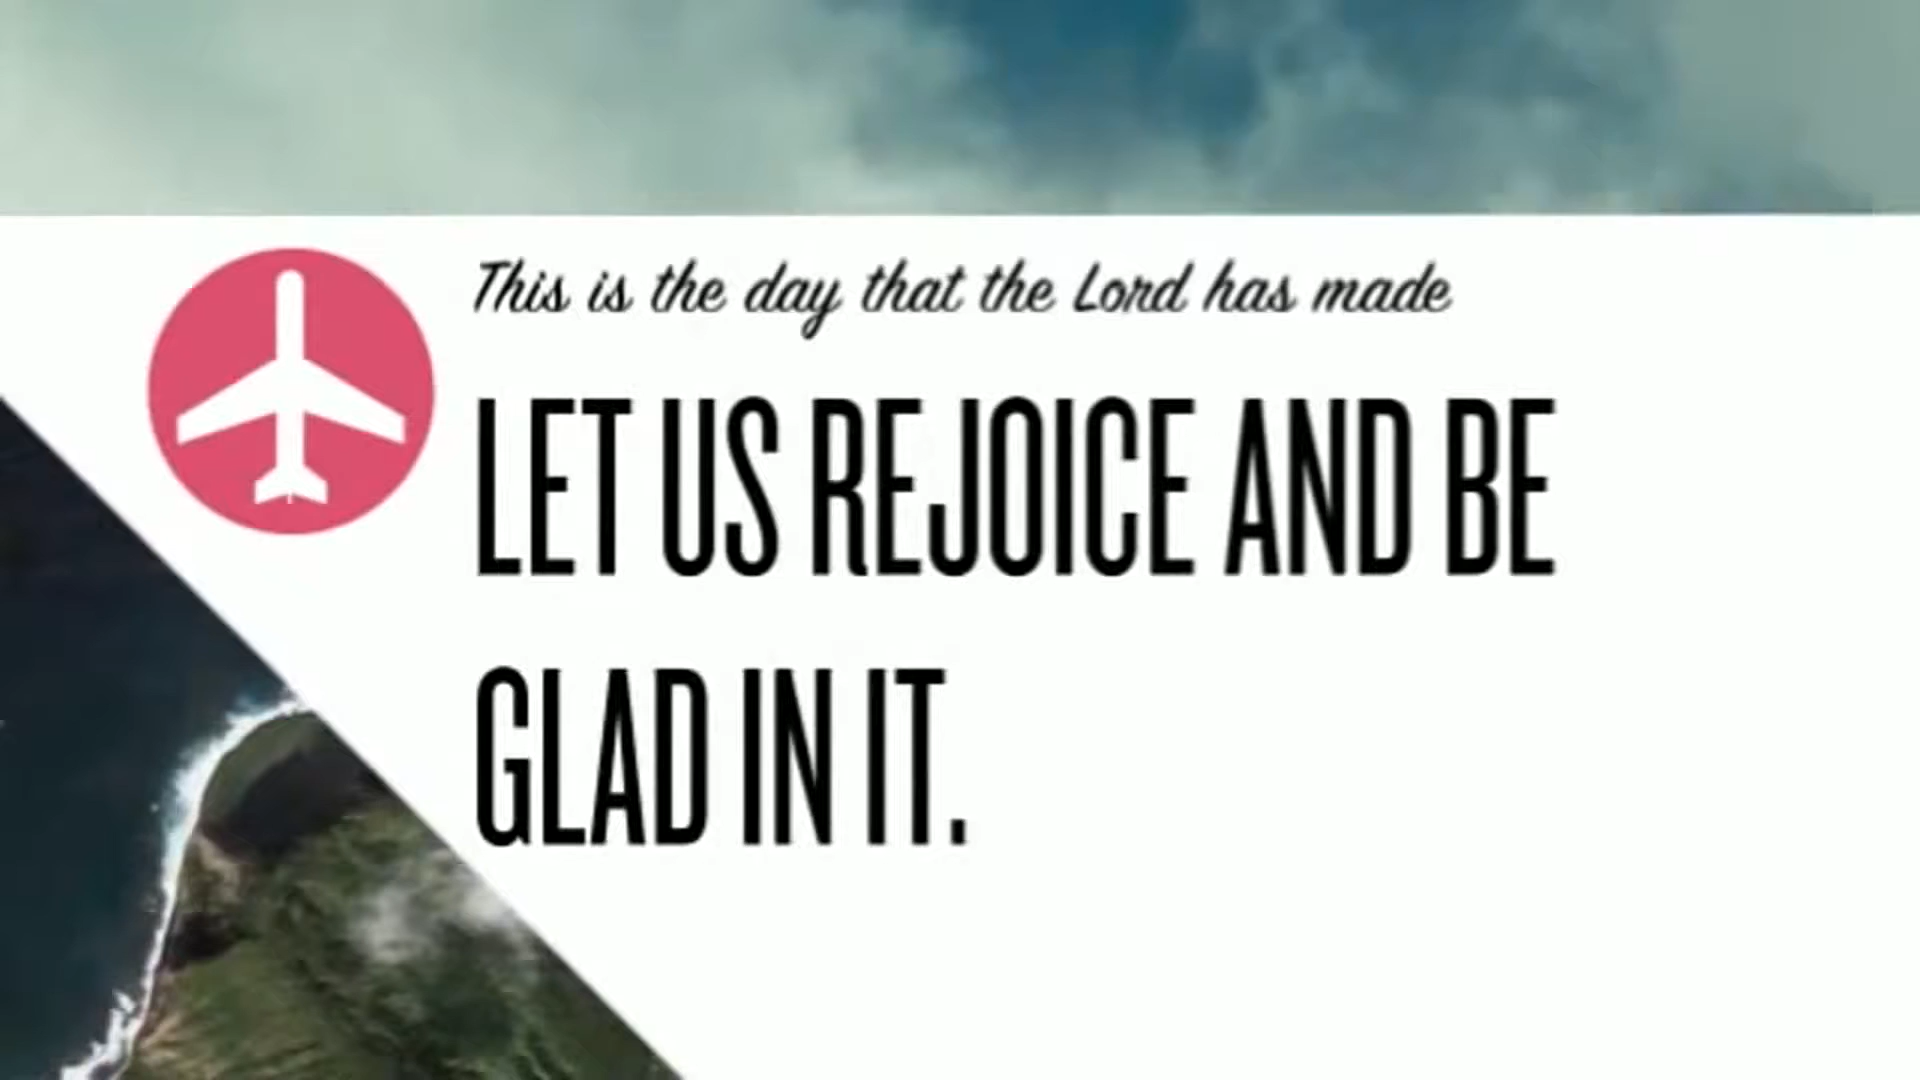 This is the day that the Lord has made
LET US REJOICE AND BE
GLAD IN IT.